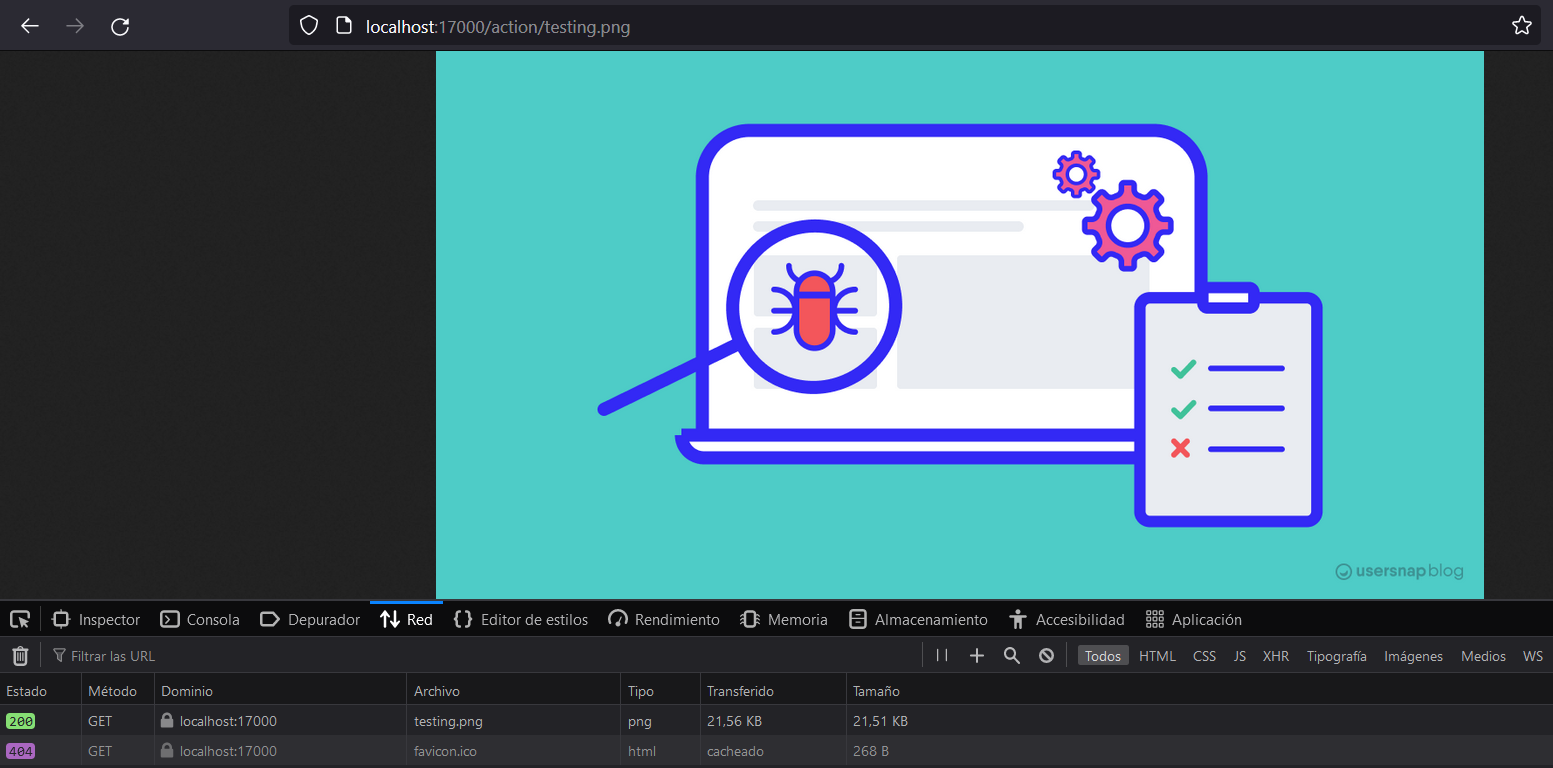 localhost:17000/action/testing.png
usersnap blog
Inspector Consola Depurador Red Editor de estilos Rendimiento Memoria Almacenamiento Accesibilidad Aplicación
Filtrar las URL Todos HTML CSS JS XHR Tipografía Imágenes Medios WS
Estado Método Dominio Archivo Tipo Transferido Tamaño
200 GET localhost:17000 testing.png png 21,56 KB 21,51 KB
404 GET localhost:17000 favicon.ico html cacheado 268 B